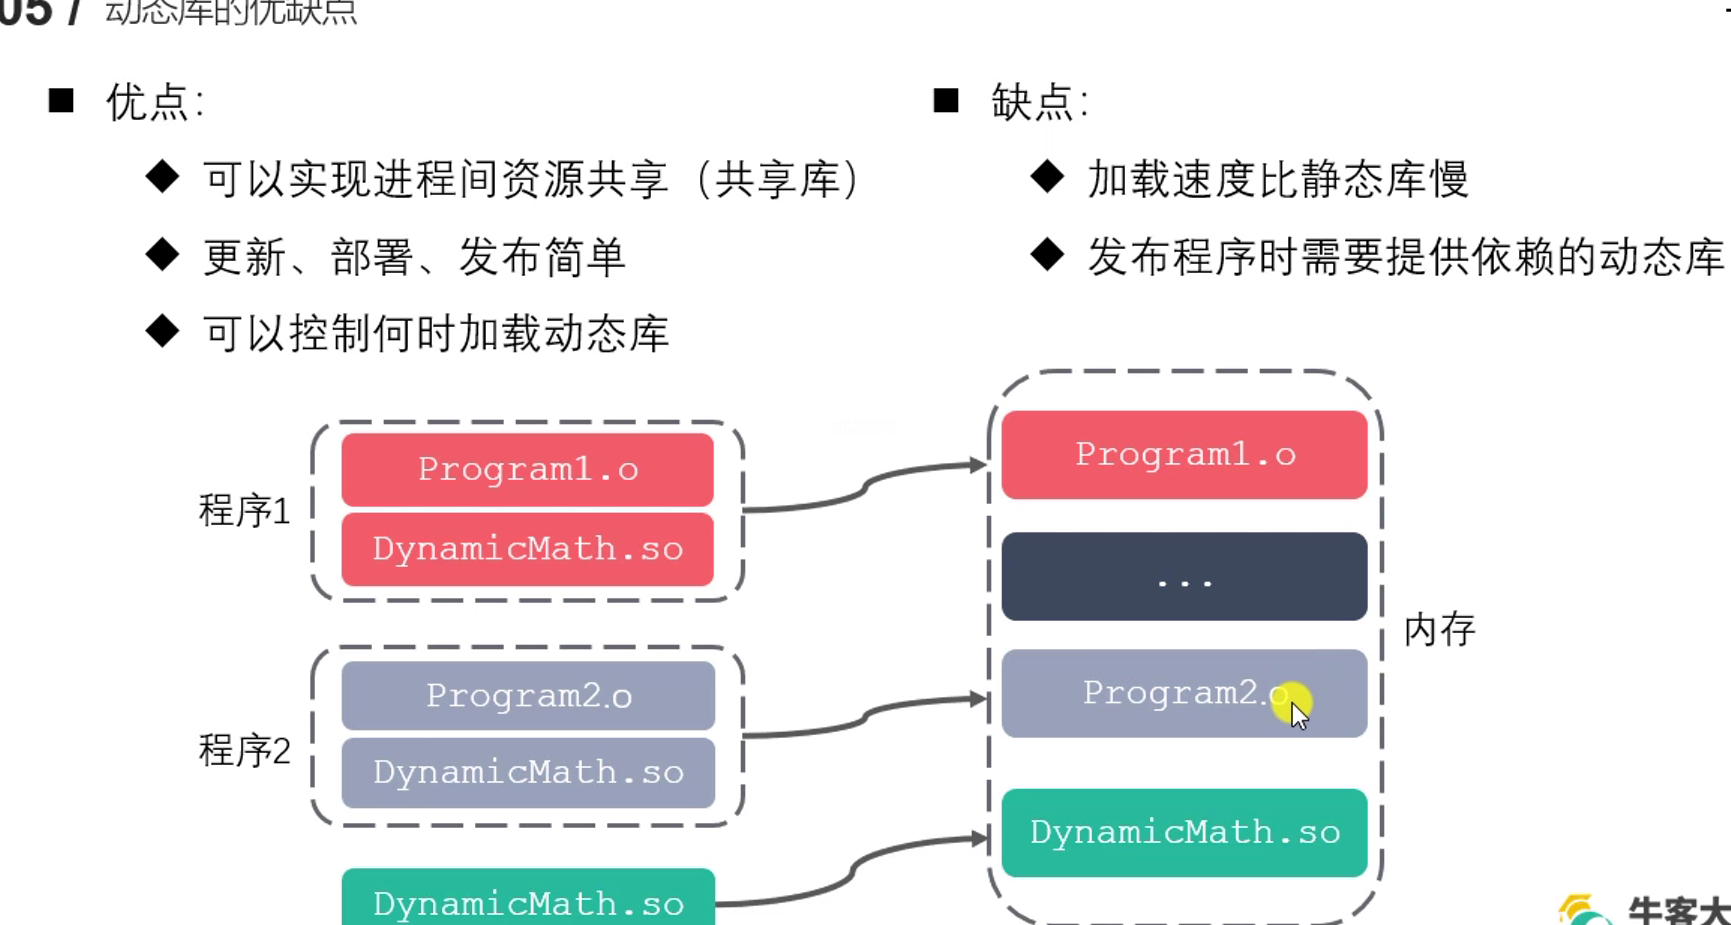 05 / 动态库的优缺点
■ 优点：
◆ 可以实现进程间资源共享（共享库）
◆ 更新、部署、发布简单
◆ 可以控制何时加载动态库
■ 缺点：
◆ 加载速度比静态库慢
◆ 发布程序时需要提供依赖的动态库
程序1
Program1.o
DynamicMath.so
程序2
Program2.o
DynamicMath.so
DynamicMath.so
Program1.o
...
Program2.o
DynamicMath.so
内存
牛客大